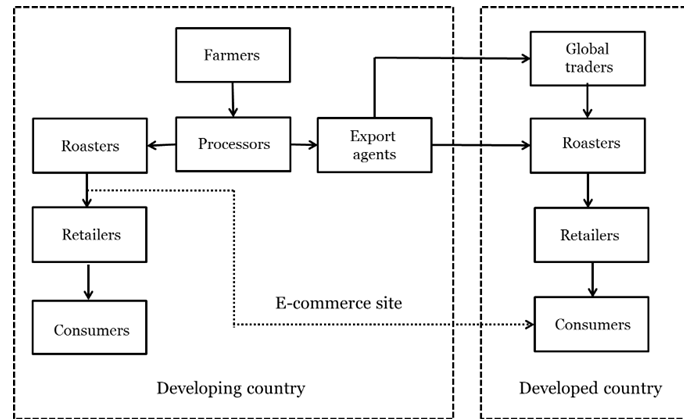 Farmers
Global
traders
Roasters
Processors
Export
agents
Roasters
Retailers
Retailers
E-commerce site
Consumers
Consumers
Developing country
Developed country